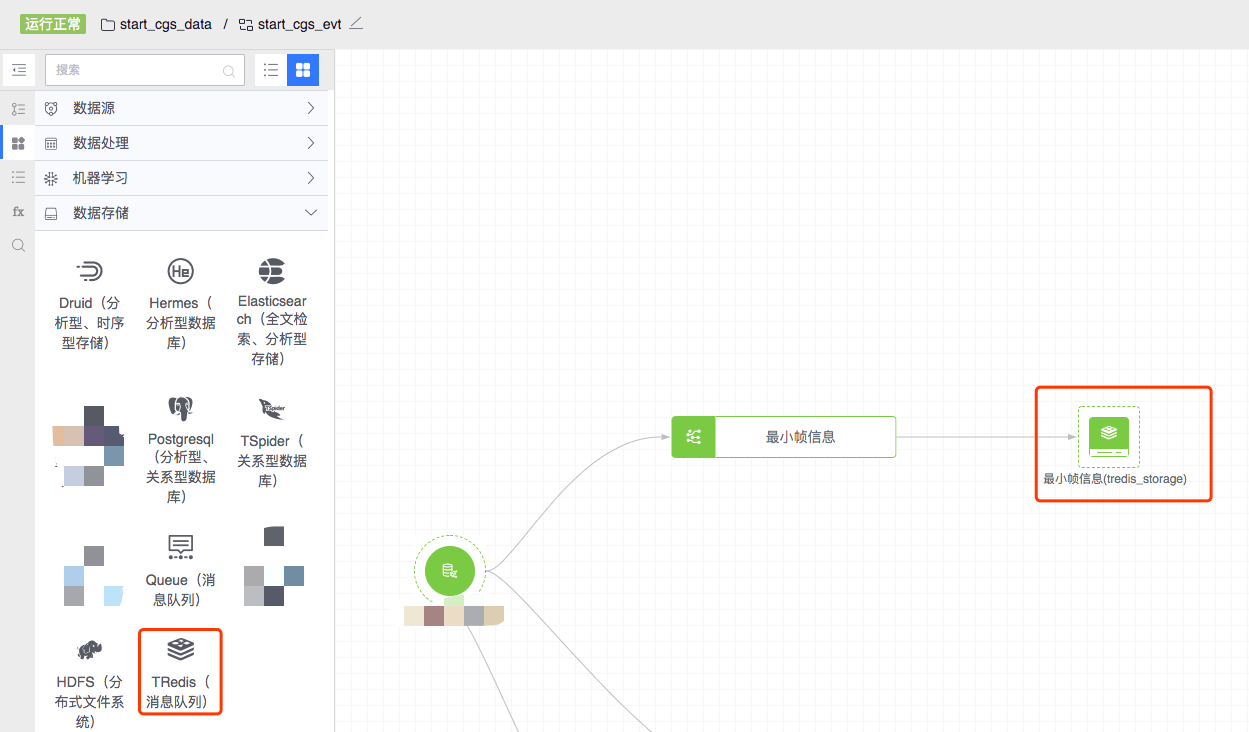 运行正常 start_cgs_data / start_cgs_evt
搜索
数据源
数据处理
机器学习
fx 数据存储
Druid（分
析型、时序
型存储）
Hermes（
分析型数据
库）
Elasticsear
ch（全文检
索、分析型
存储）
Postgresql
（分析型、
关系型数据
库）
TSpider（
关系型数据
库）
Queue（消
息队列）
HDFS（分
布式文件系
统）
TRedis（
消息队列）
最小帧信息
最小帧信息(tredis_storage)